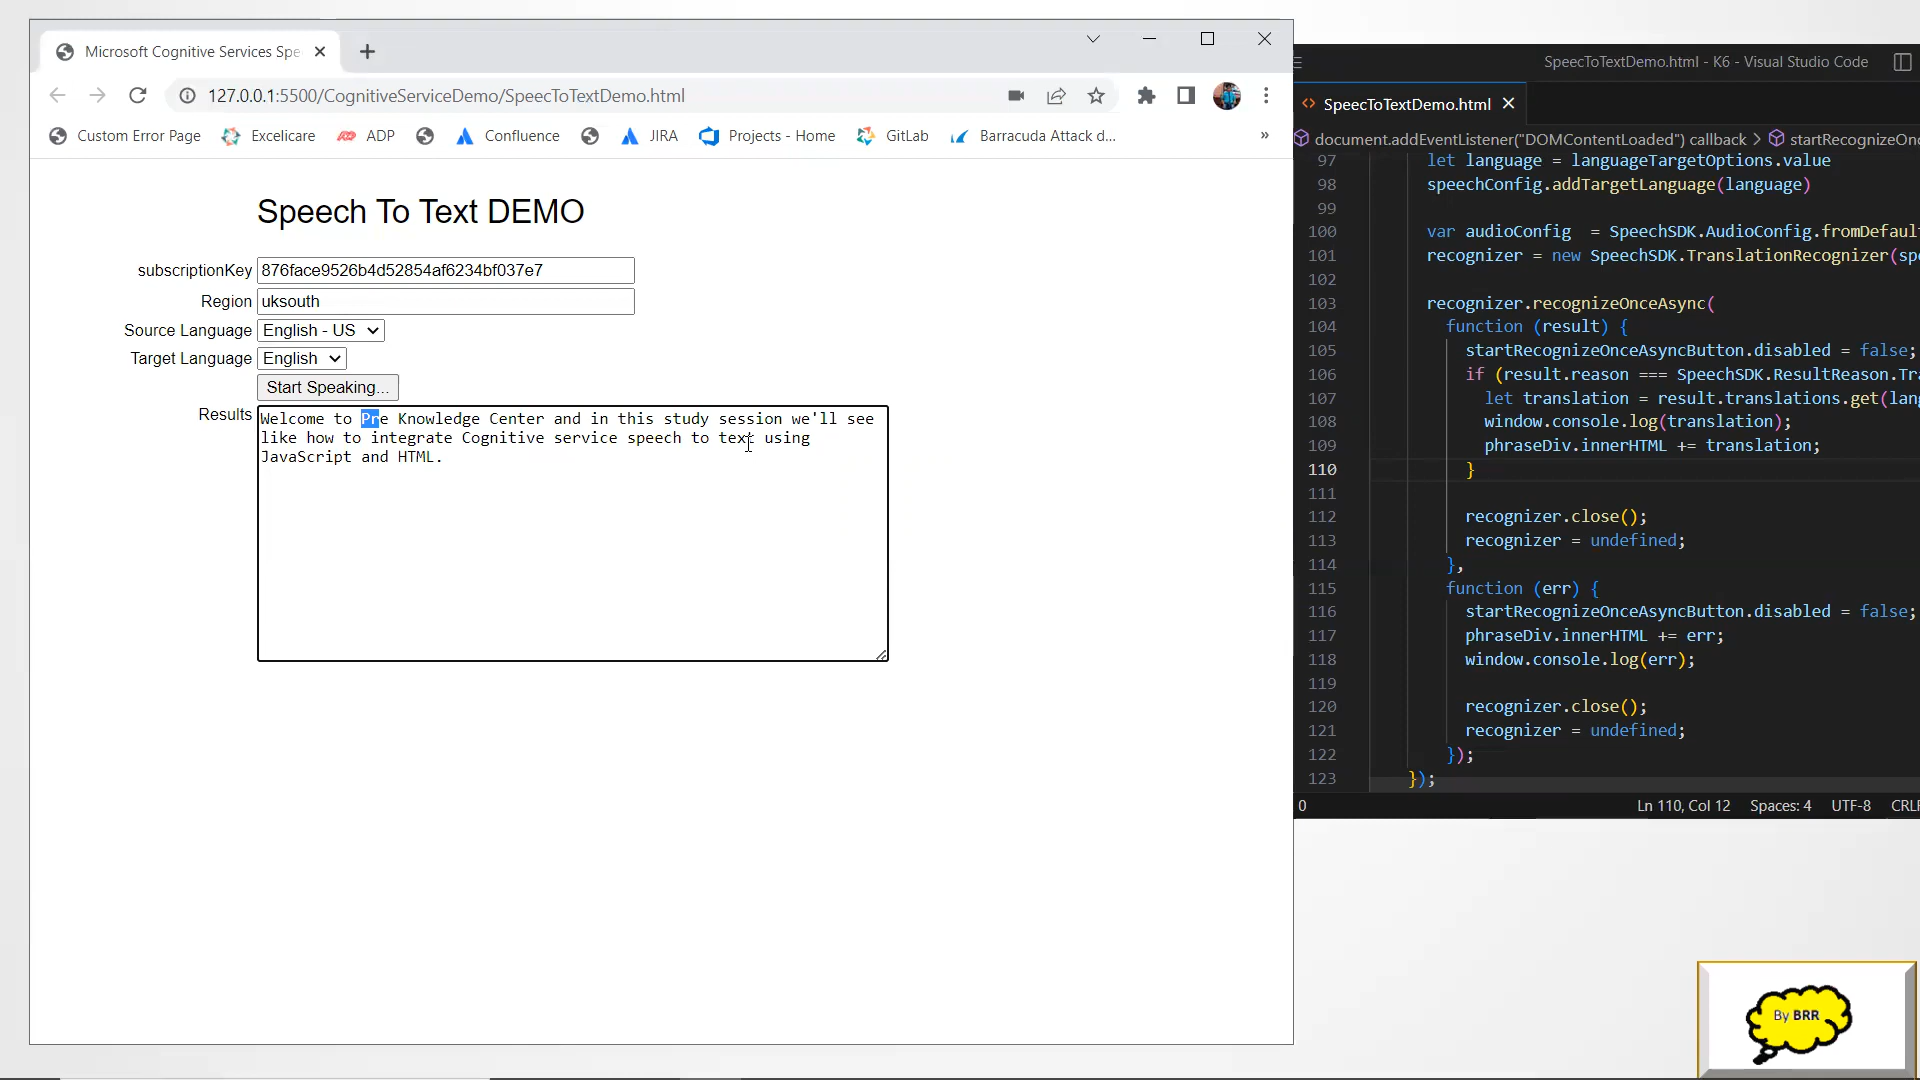 Microsoft Cognitive Services Spe
127.0.0.1:5500/CognitiveServiceDemo/SpeecToTextDemo.html
Custom Error Page
Excelicare
ADP
Confluence
JIRA
Projects - Home
GitLab
Barracuda Attack d...
»
Speech To Text DEMO
subscriptionKey 876face9526b4d52854af6234bf037e7
Region uksouth
Source Language English - US
Target Language English
Start Speaking...
Results
Welcome to Pre Knowledge Center and in this study session we'll see
like how to integrate Cognitive service speech to text using
JavaScript and HTML.
SpeecToTextDemo.html - K6 - Visual Studio Code
SpeecToTextDemo.html
document.addEventListener("DOMContentLoaded") callback > startRecognizeOnc
97 let language = languageTargetOptions.value
98 speechConfig.addTargetLanguage(language)
99
100 var audioConfig  = SpeechSDK.AudioConfig.fromDefaul
101 recognizer = new SpeechSDK.TranslationRecognizer(sp
102
103 recognizer.recognizeOnceAsync(
104 function (result) {
105 startRecognizeOnceAsyncButton.disabled = false;
106 if (result.reason === SpeechSDK.ResultReason.Tra
107 let translation = result.translations.get(lang
108 window.console.log(translation);
109 phraseDiv.innerHTML += translation;
110 }
111
112 recognizer.close();
113 recognizer = undefined;
114 },
115 function (err) {
116 startRecognizeOnceAsyncButton.disabled = false;
117 phraseDiv.innerHTML += err;
118 window.console.log(err);
119
120 recognizer.close();
121 recognizer = undefined;
122 });
123 });
0
Ln 110, Col 12
Spaces: 4
UTF-8
CRLF
By BRR